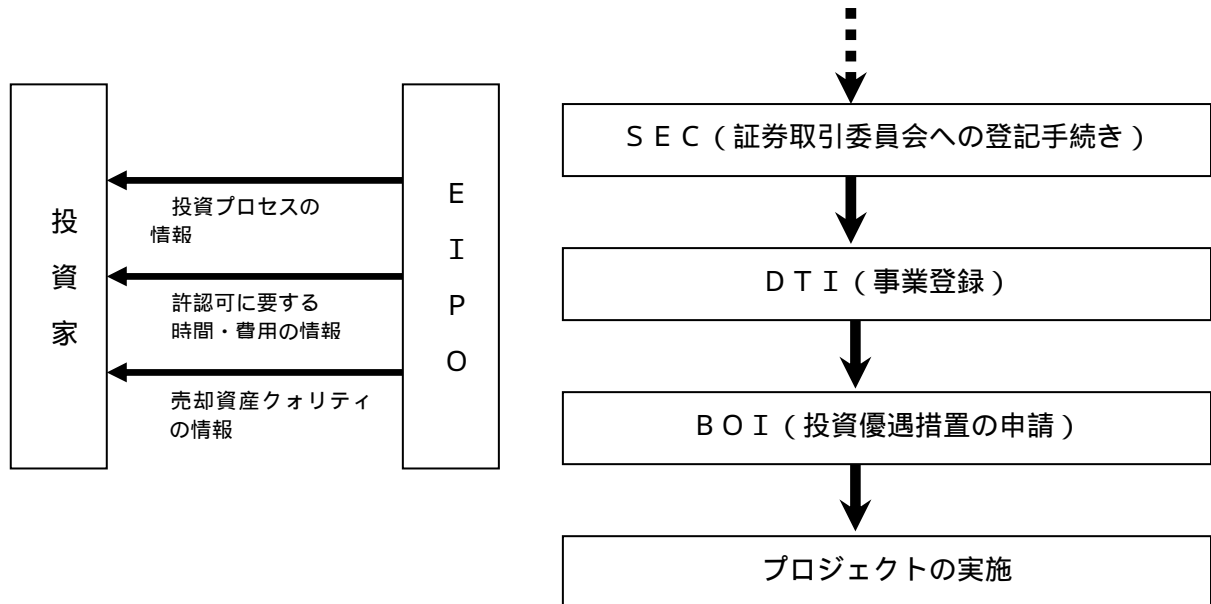 投資家
投資プロセスの
情報
許認可に要する
時間・費用の情報
売却資産クォリティ
の情報
ＥＩＰＯ
ＳＥＣ（証券取引委員会への登記手続き）
ＤＴＩ（事業登録）
ＢＯＩ（投資優遇措置の申請）
プロジェクトの実施